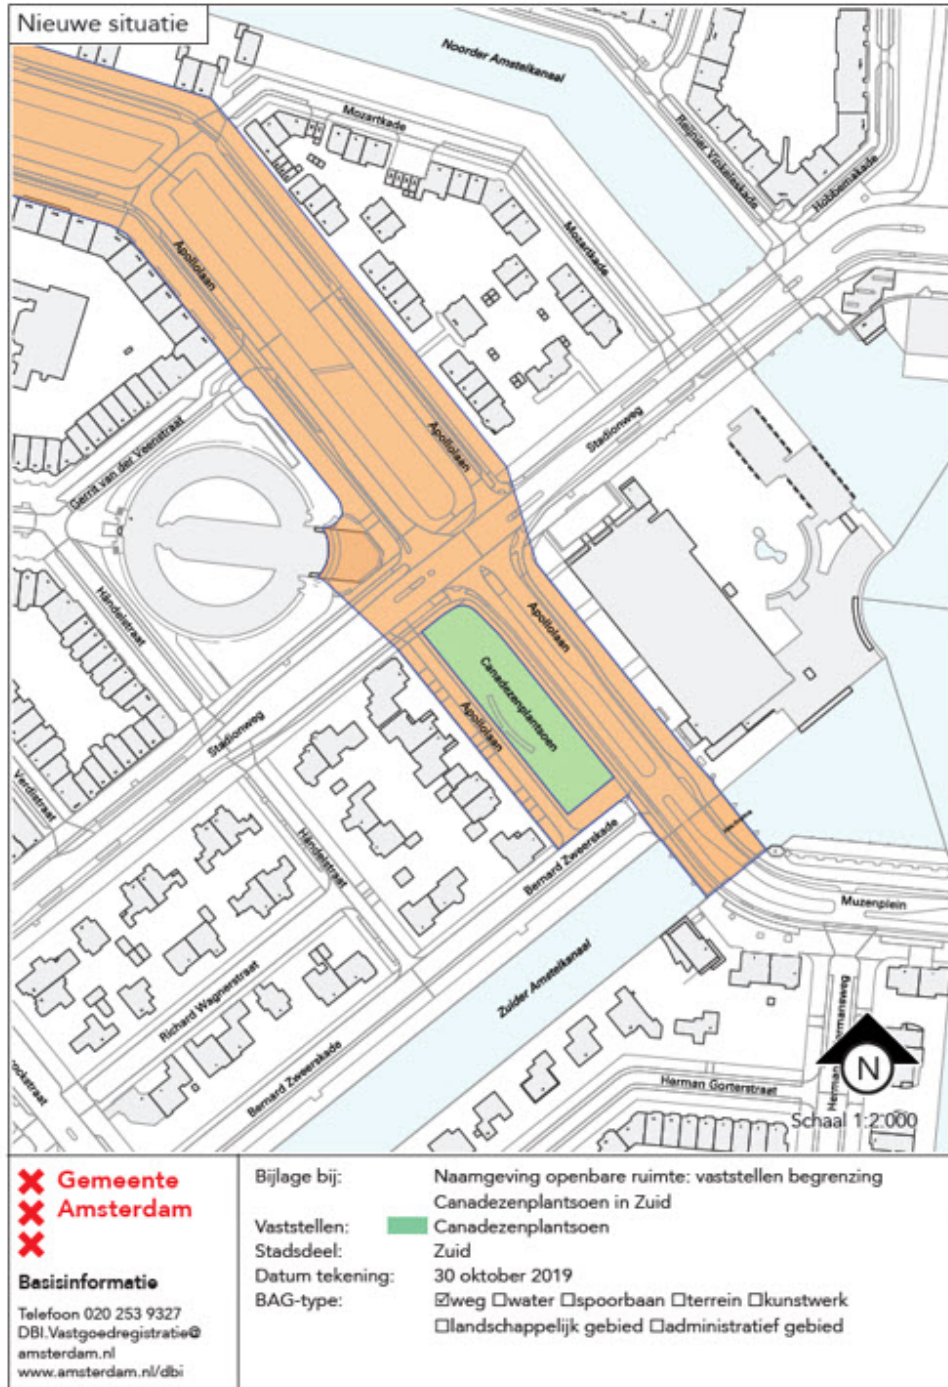 Nieuwe situatie
Noorder Amstelkanaal
Mozartkade
Reijnier Vinkeleskade
Hobbemakade
Mozartkade
Apollolaan
Apollolaan
Stadionweg
Gerrit van der Veenstraat
Händelstraat
Apollolaan
Canadezenplantsoen
Apollolaan
Stadionweg
Verdistraat
Händelstraat
Bernard Zweerskade
Muzenplein
Zuider Amstelkanaal
Richard Wagnerstraat
Bernard Zweerskade
Herman Gorterstraat
N
Schaal 1:2.000
Gemeente
Amsterdam
Basisinformatie
Telefoon 020 253 9327
DBI.Vastgoedregistratie@
amsterdam.nl
www.amsterdam.nl/dbi
Bijlage bij: Naamgeving openbare ruimte: vaststellen begrenzing
Canadezenplantsoen in Zuid
Vaststellen: Canadezenplantsoen
Stadsdeel: Zuid
Datum tekening: 30 oktober 2019
BAG-type: ☑weg ☐water ☐spoorbaan ☐terrein ☐kunstwerk
☐landschappelijk gebied ☐administratief gebied